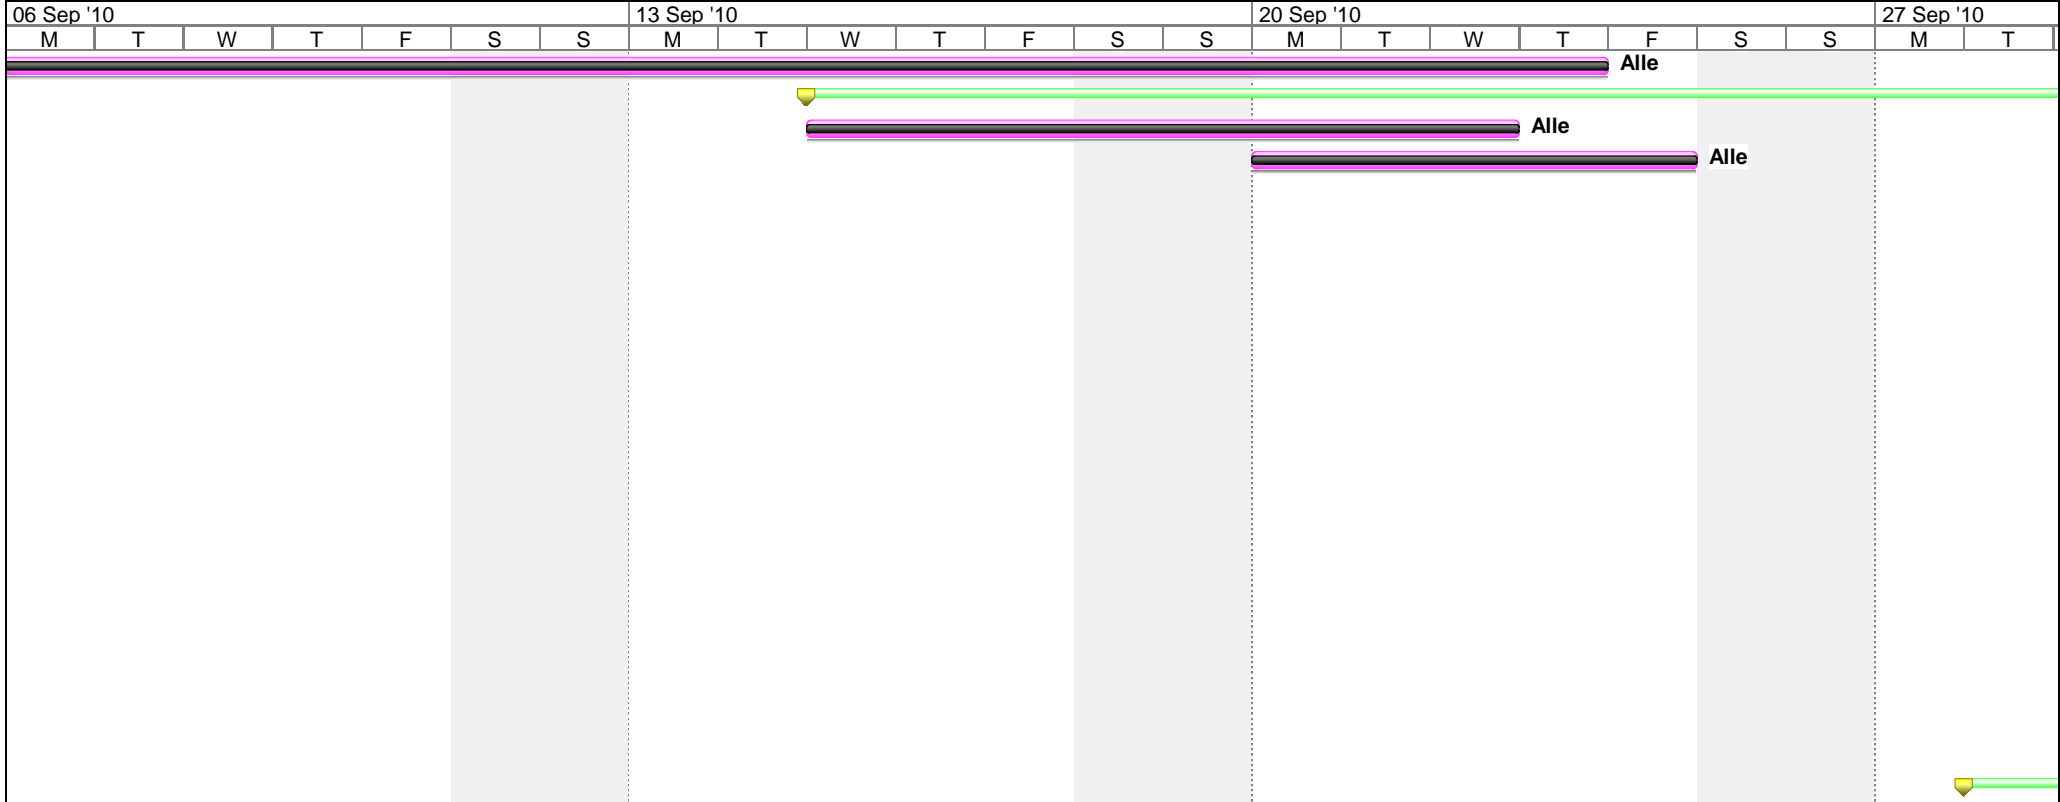 06 Sep '10 13 Sep '10 20 Sep '10 27 Sep '10
M T W T F S S M T W T F S S M T W T F S S M T
Alle
Alle
Alle